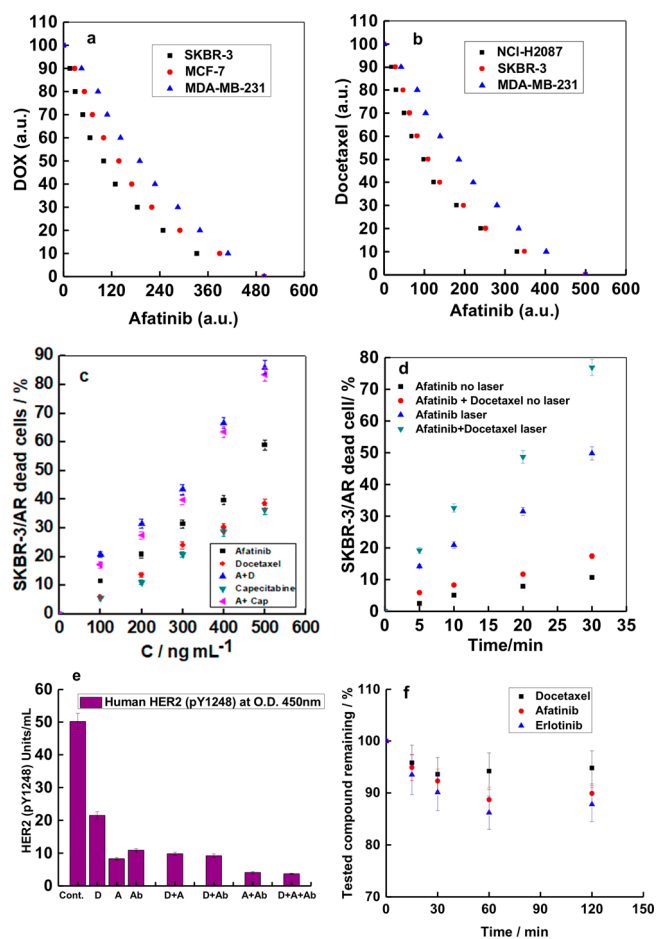 a
SKBR-3
MCF-7
MDA-MB-231
DOX (a.u.)
100
90
80
70
60
50
40
30
20
10
0
0 120 240 360 480 600
Afatinib (a.u.)
b
NCI-H2087
SKBR-3
MDA-MB-231
Docetaxel (a.u.)
100
90
80
70
60
50
40
30
20
10
0
0 100 200 300 400 500 600
Afatinib (a.u.)
c
SKBR-3/AR dead cells / %
90
80
70
60
50
40
30
20
10
0
Afatinib
Docetaxel
A+D
Capecitabine
A+ Cap
0 100 200 300 400 500 600
C / ng mL-1
d
Afatinib no laser
Afatinib + Docetaxel no laser
Afatinib laser
Afatinib+Docetaxel laser
SKBR-3/AR dead cell/ %
80
70
60
50
40
30
20
10
0
0 5 10 15 20 25 30 35
Time/min
e
Human HER2 (pY1248) at O.D. 450nm
HER2 (pY1248) Units/mL
60
50
40
30
20
10
0
Cont. D A Ab D+A D+Ab A+Ab D+A+Ab
f
Docetaxel
Afatinib
Erlotinib
Tested compound remaining / %
110
100
90
80
70
0 30 60 90 120 150
Time / min